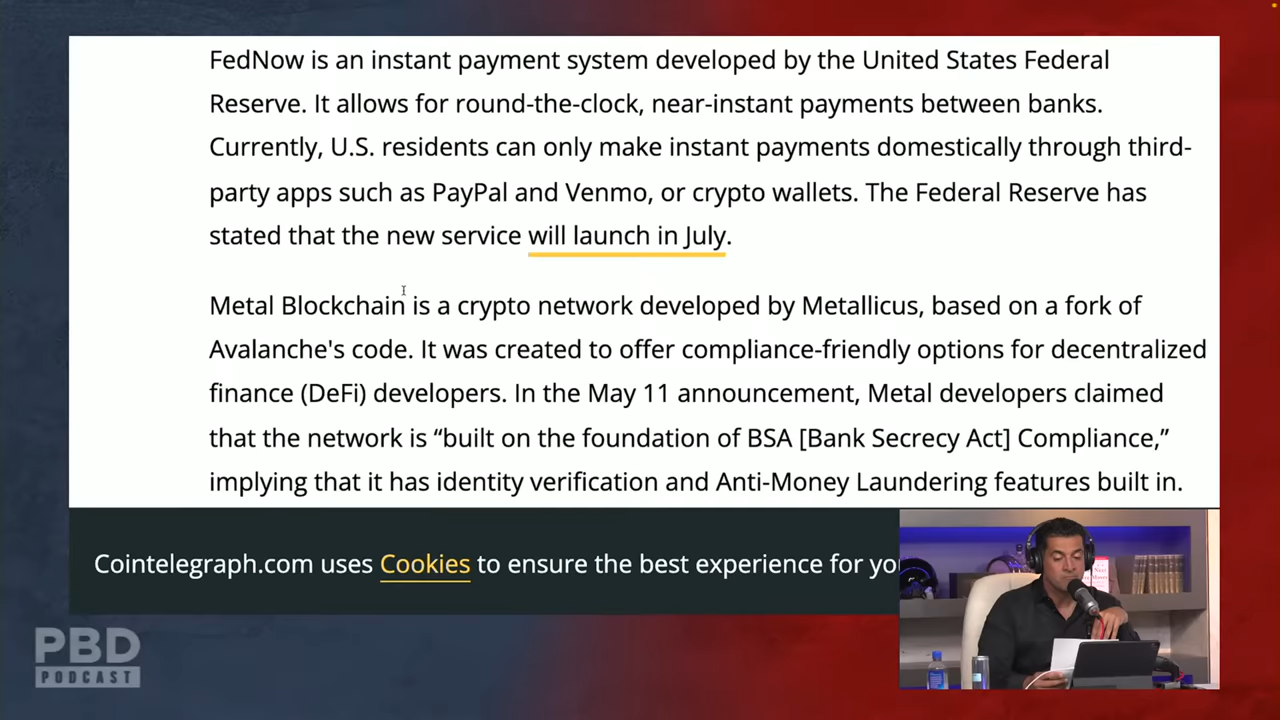 FedNow is an instant payment system developed by the United States Federal
Reserve. It allows for round-the-clock, near-instant payments between banks.
Currently, U.S. residents can only make instant payments domestically through third-
party apps such as PayPal and Venmo, or crypto wallets. The Federal Reserve has
stated that the new service will launch in July.
Metal Blockchain is a crypto network developed by Metallicus, based on a fork of
Avalanche's code. It was created to offer compliance-friendly options for decentralized
finance (DeFi) developers. In the May 11 announcement, Metal developers claimed
that the network is “built on the foundation of BSA [Bank Secrecy Act] Compliance,”
implying that it has identity verification and Anti-Money Laundering features built in.
Cointelegraph.com uses Cookies to ensure the best experience for yo
PBD
PODCAST